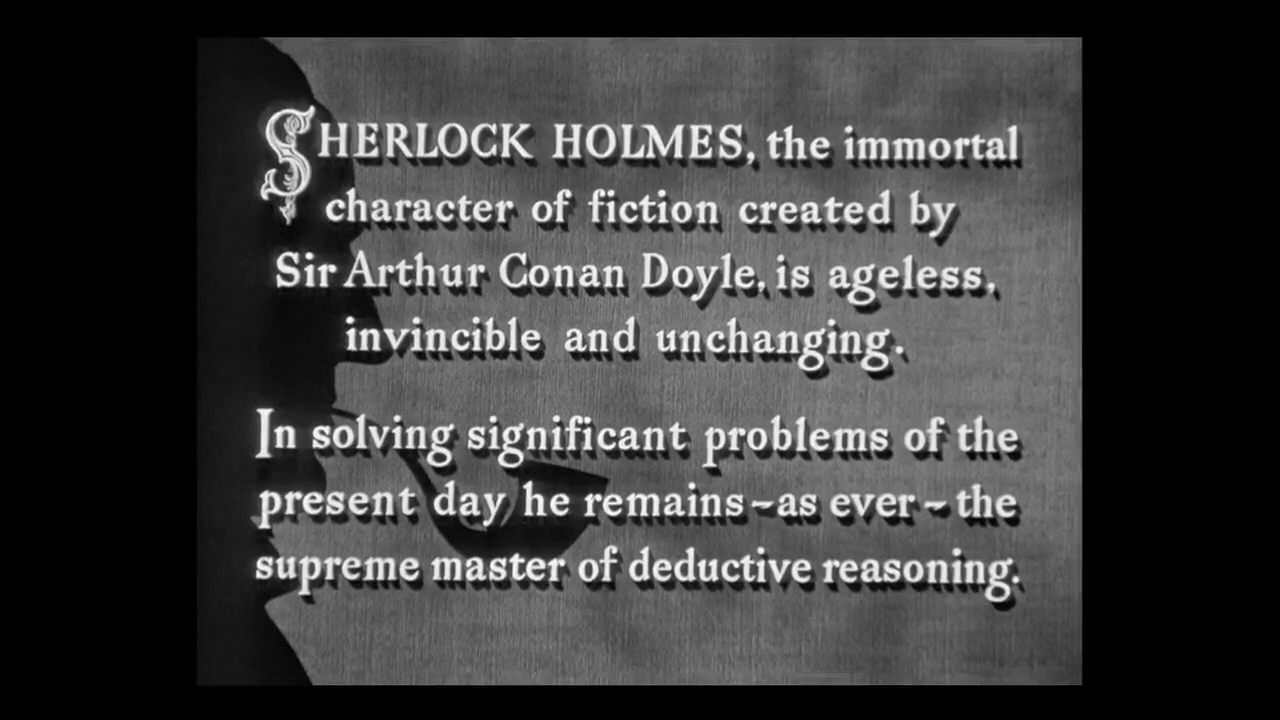 SHERLOCK HOLMES, the immortal
character of fiction created by
Sir Arthur Conan Doyle, is ageless,
invincible and unchanging.
In solving significant problems of the
present day he remains – as ever – the
supreme master of deductive reasoning.